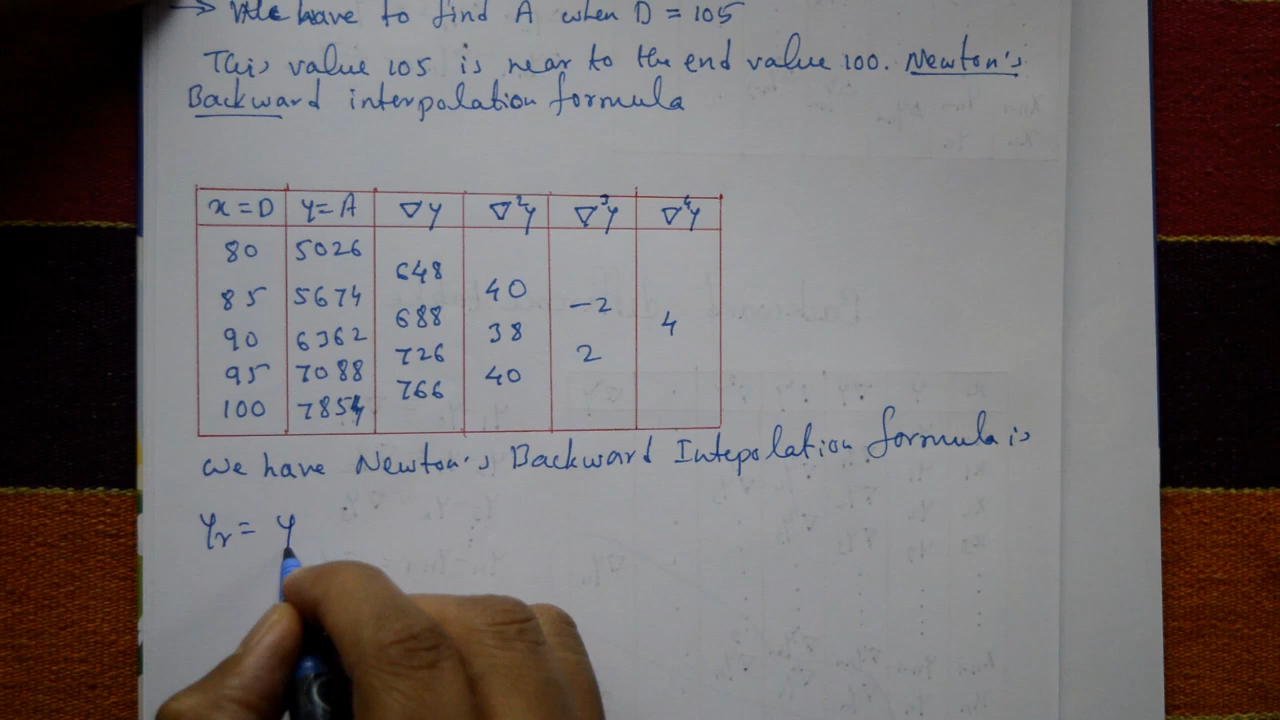 → We have to find A when D = 105
This value 105 is near to the end value 100. Newton's
Backward interpolation formula
x=D y=A ∇y ∇²y ∇³y ∇⁴y
80 5026
648
85 5674 40
688 -2
90 6362 38 4
726 2
95 7088 40
766
100 7854
we have Newton's Backward Intepolation formula is
yr = y